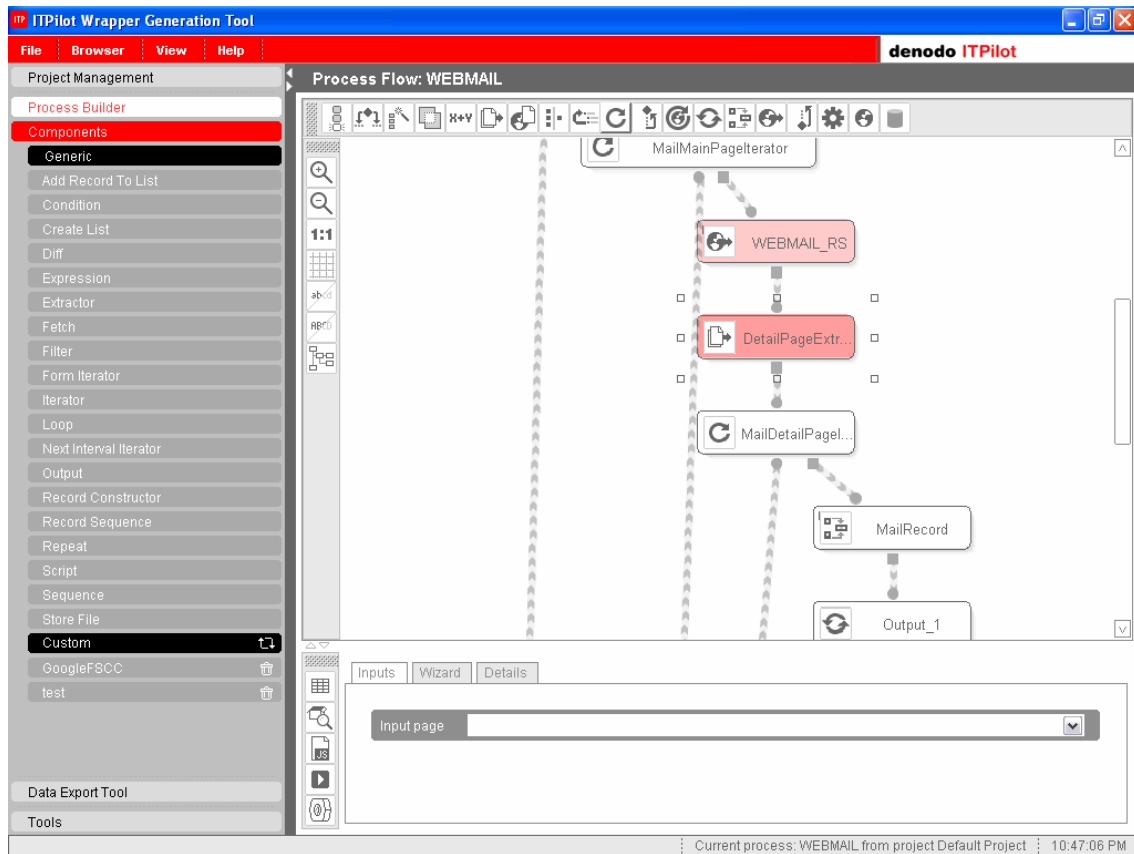 ITP ITPilot Wrapper Generation Tool
File Browser View Help
denodo ITPilot
Project Management
Process Builder
Components
Generic
Add Record To List
Condition
Create List
Diff
Expression
Extractor
Fetch
Filter
Form Iterator
Iterator
Loop
Next Interval Iterator
Output
Record Constructor
Record Sequence
Repeat
Script
Sequence
Store File
Custom
GoogleFSCC
test
Data Export Tool
Tools
Process Flow: WEBMAIL
X+Y
1:1
abcd
ABCD
MailMainPageIterator
WEBMAIL_RS
DetailPageExtr...
MailDetailPageI...
MailRecord
Output_1
JS
Inputs Wizard Details
Input page
Current process: WEBMAIL from project Default Project 10:47:06 PM